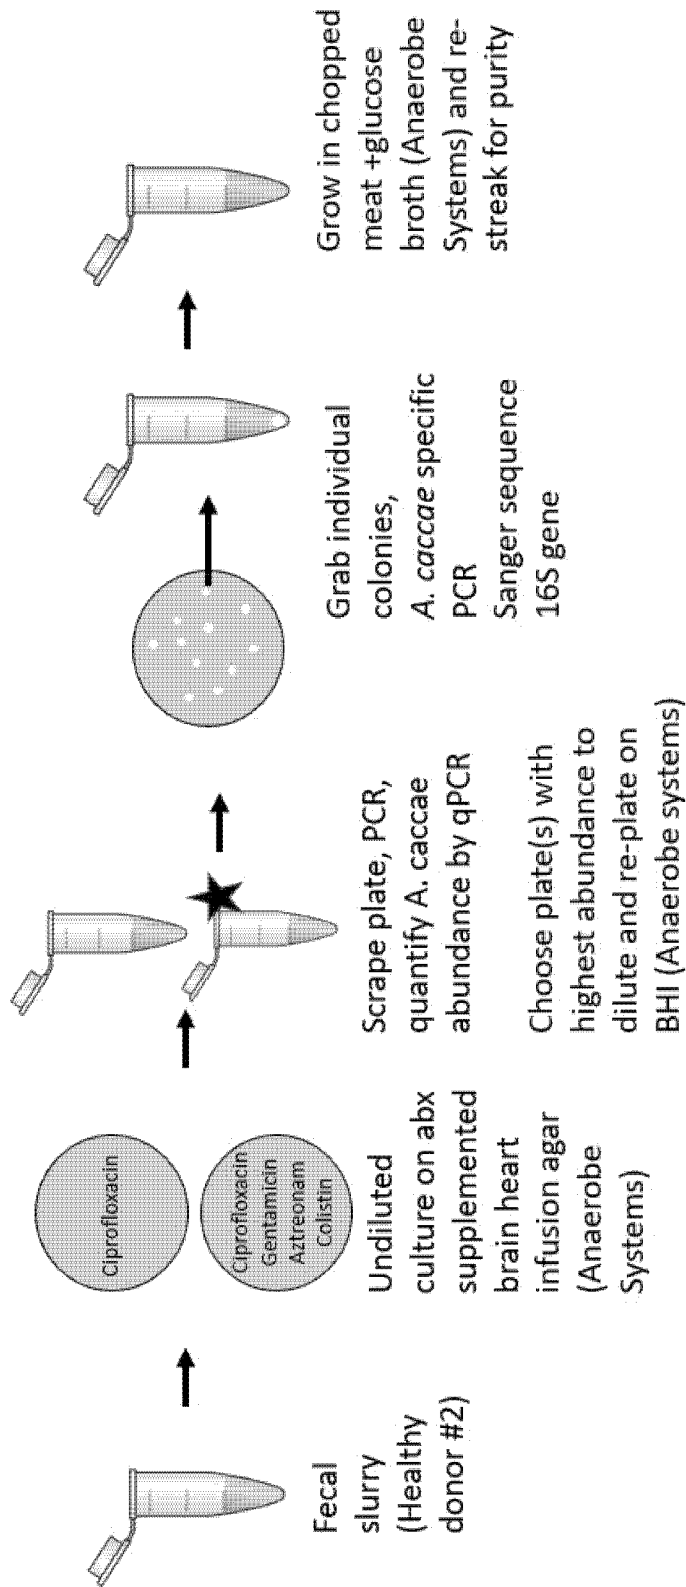 Fecal
slurry
(Healthy
donor #2)
Ciprofloxacin
Ciprofloxacin
Gentamicin
Aztreonam
Colistin
Undiluted
culture on abx
supplemented
brain heart
infusion agar
(Anaerobe
Systems)
Scrape plate, PCR,
quantify A. caccae
abundance by qPCR
Choose plate(s) with
highest abundance to
dilute and re-plate on
BHI (Anaerobe systems)
Grab individual
colonies,
A. caccae specific
PCR
Sanger sequence
16S gene
Grow in chopped
meat +glucose
broth (Anaerobe
Systems) and re-
streak for purity